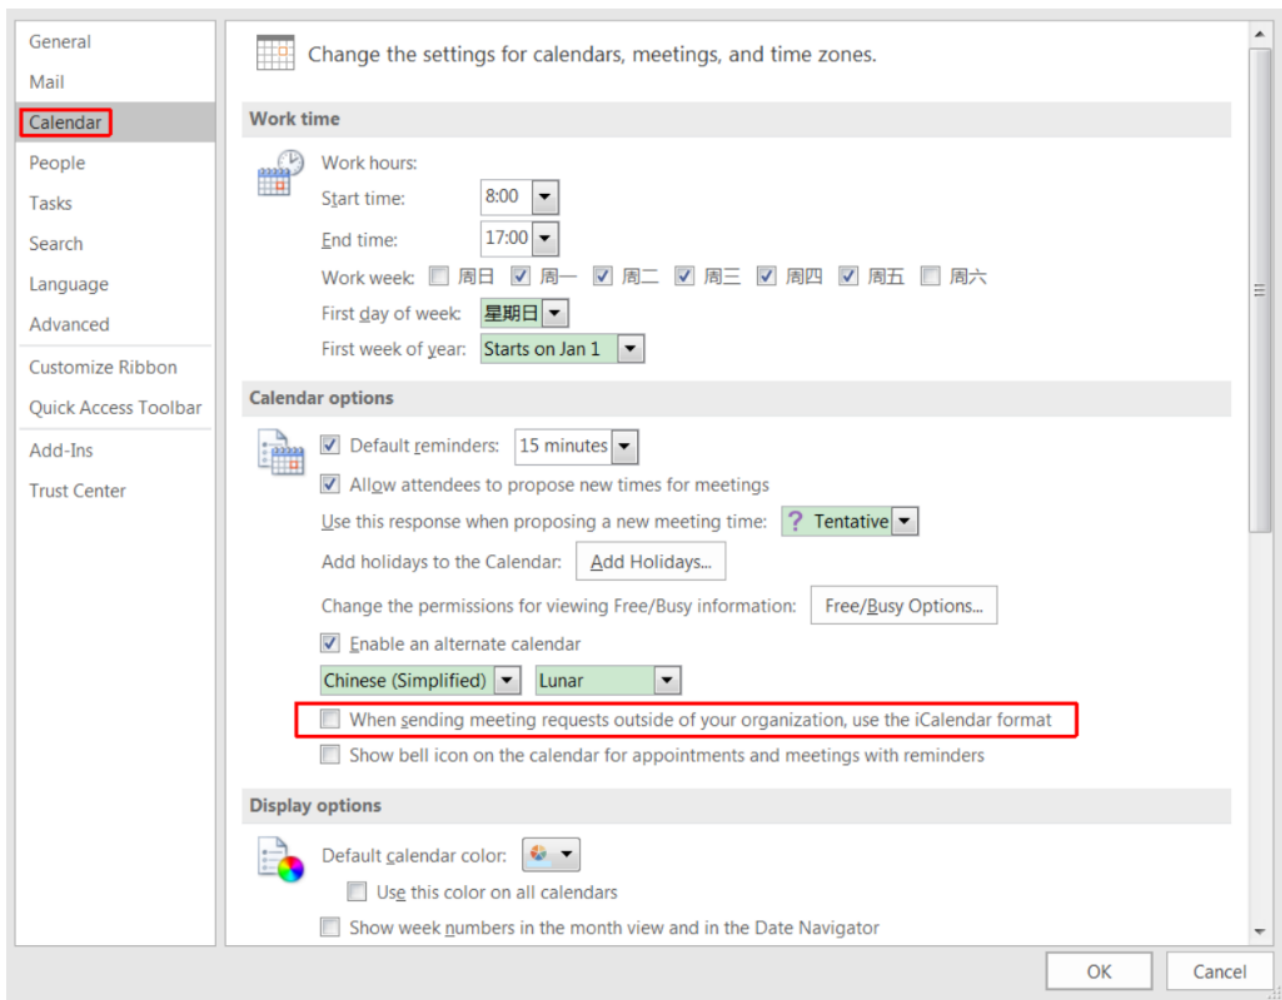 General
Mail
Calendar
People
Tasks
Search
Language
Advanced
Customize Ribbon
Quick Access Toolbar
Add-Ins
Trust Center
Change the settings for calendars, meetings, and time zones.
Work time
Work hours:
Start time: 8:00
End time: 17:00
Work week: 周日 周一 周二 周三 周四 周五 周六
First day of week: 星期日
First week of year: Starts on Jan 1
Calendar options
Default reminders: 15 minutes
Allow attendees to propose new times for meetings
Use this response when proposing a new meeting time: ? Tentative
Add holidays to the Calendar: Add Holidays...
Change the permissions for viewing Free/Busy information: Free/Busy Options...
Enable an alternate calendar
Chinese (Simplified) Lunar
When sending meeting requests outside of your organization, use the iCalendar format
Show bell icon on the calendar for appointments and meetings with reminders
Display options
Default calendar color:
Use this color on all calendars
Show week numbers in the month view and in the Date Navigator
OK Cancel